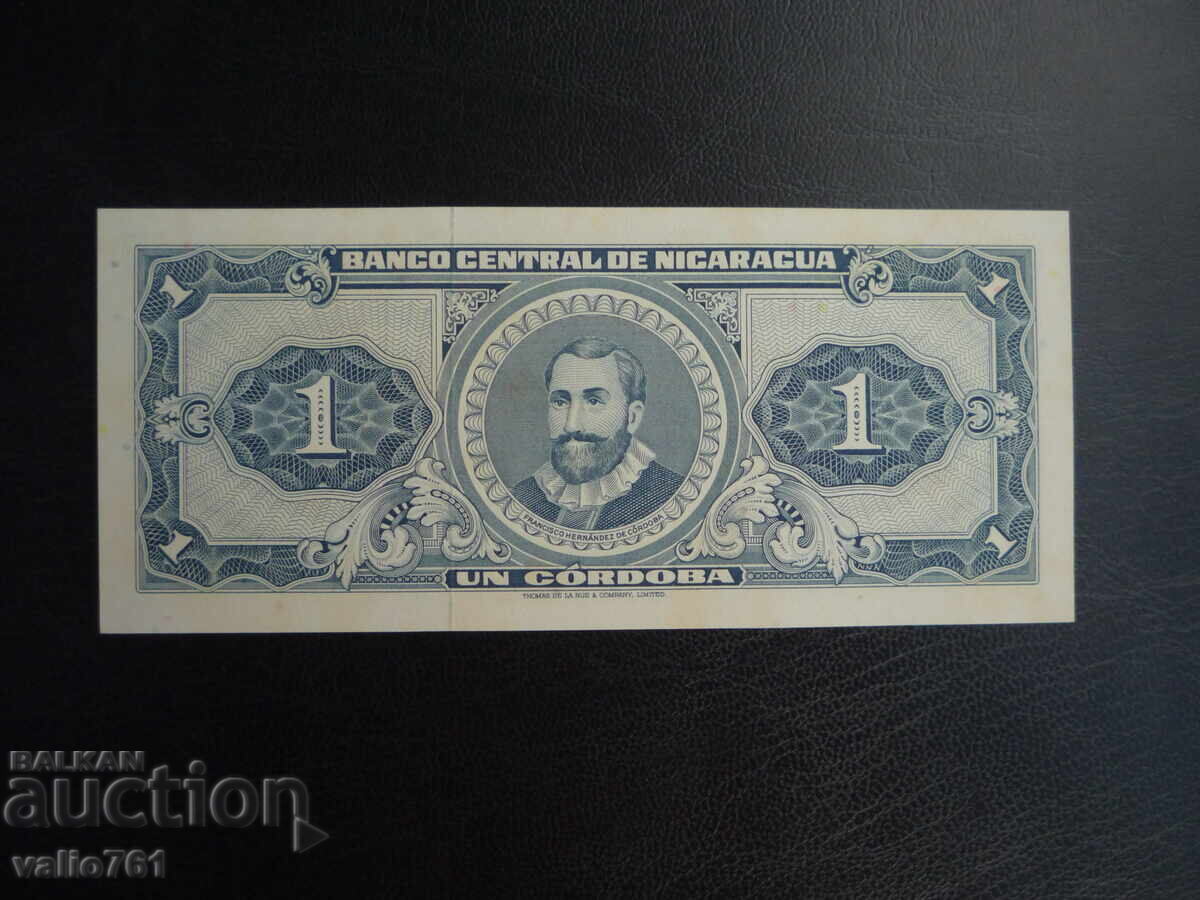 BANCO CENTRAL DE NICARAGUA
1 1
1 1
FRANCISCO HERNÁNDEZ DE CÓRDOBA
1 1
UN CÓRDOBA
THOMAS DE LA RUE & COMPANY, LIMITED.
BALKAN
auction
valio761